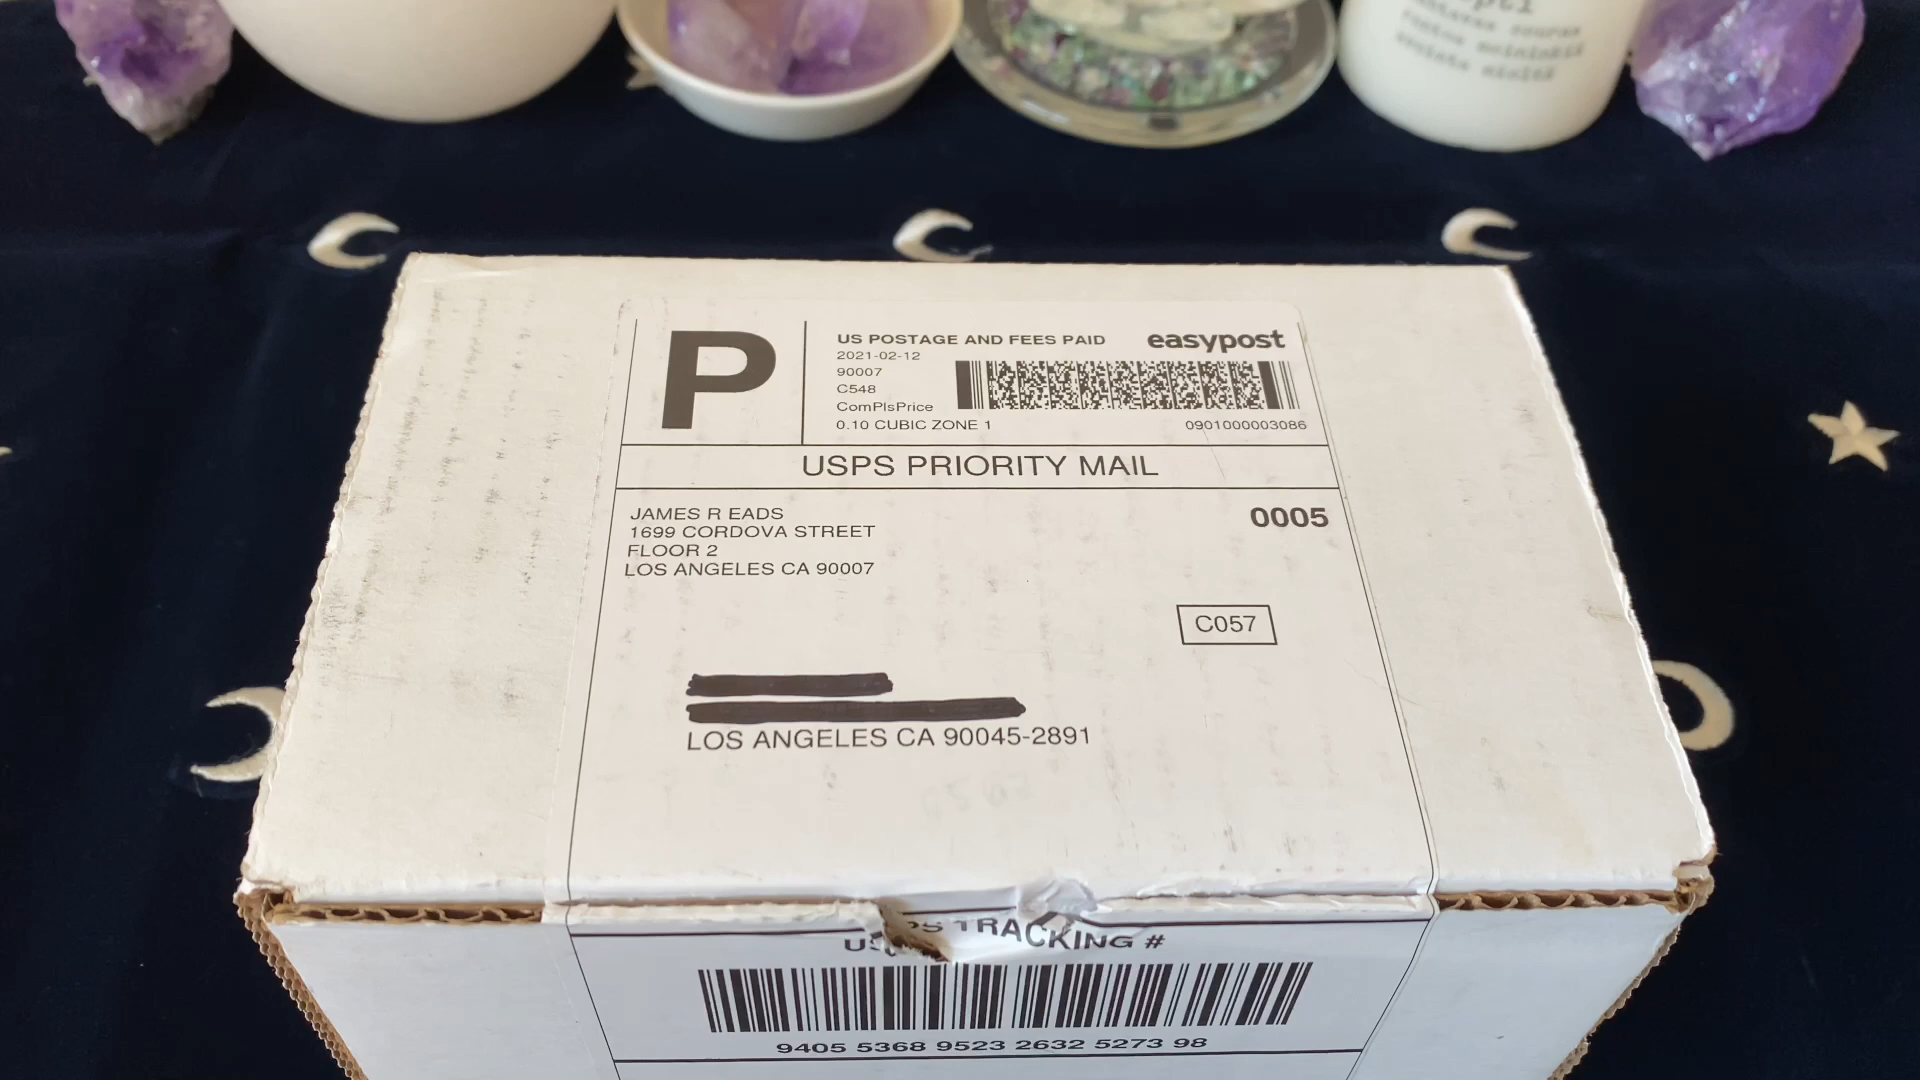 P
US POSTAGE AND FEES PAID
easypost
2021-02-12
90007
C548
ComPlsPrice
0.10 CUBIC ZONE 1
0901000003086
USPS PRIORITY MAIL
JAMES R EADS
0005
1699 CORDOVA STREET
FLOOR 2
LOS ANGELES CA 90007
C057
LOS ANGELES CA 90045-2891
TRACKING #
9405 5368 9523 2632 5273 98